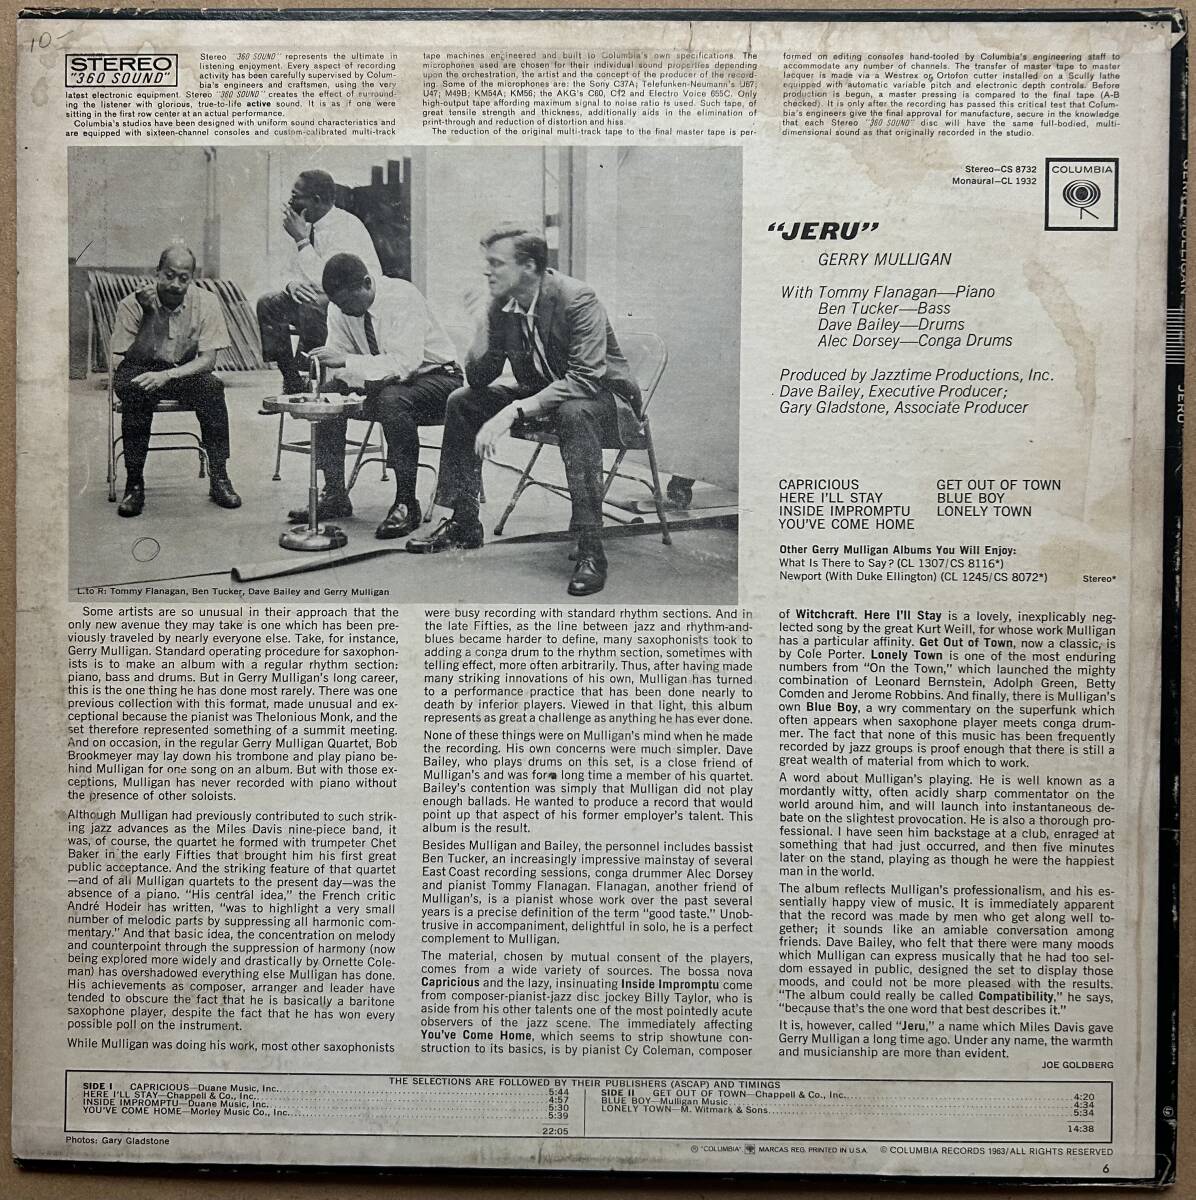 10-
STEREO
"360 SOUND"
Stereo "360 SOUND" represents the ultimate in
listening enjoyment. Every aspect of recording
activity has been carefully supervised by Colum-
bia's engineers and craftsmen, using the very
latest electronic equipment. Stereo "360 SOUND" creates the effect of surround-
ing the listener with glorious, true-to-life active sound. It is as if one were
sitting in the first row center at an actual performance.
Columbia's studios have been designed with uniform sound characteristics and
are equipped with sixteen-channel consoles and custom-calibrated multi-track
tape machines engineered and built to Columbia's own specifications. The
microphones used are chosen for their individual sound properties depending
upon the orchestration, the artist and the concept of the producer of the record-
ing. Some of the microphones are: the Sony C37A; Telefunken-Neumann's U67;
U47; M49B; KM54A; KM56; the AKG's C60, C12 and Electro Voice 655C. Only
high-output tape affording maximum signal to noise ratio is used. Such tape, of
great tensile strength and thickness, additionally aids in the elimination of
print-through and reduction of distortion and hiss.
The reduction of the original multi-track tape to the final master tape is per-
formed on editing consoles hand-tooled by Columbia's engineering staff to
accommodate any number of channels. The transfer of master tape to master
lacquer is made via a Westrex or Ortofon cutter installed on a Scully lathe
equipped with automatic variable pitch and electronic depth controls. Before
production is begun, a master pressing is compared to the final tape (A-B
checked). It is only after the recording has passed this critical test that Colum-
bia's engineers give the final approval for manufacture, secure in the knowledge
that each Stereo "360 SOUND" disc will have the same full-bodied, multi-
dimensional sound as that originally recorded in the studio.
Stereo—CS 8732
Monaural—CL 1932
COLUMBIA
"JERU"
GERRY MULLIGAN
With Tommy Flanagan—Piano
Ben Tucker—Bass
Dave Bailey—Drums
Alec Dorsey—Conga Drums
Produced by Jazztime Productions, Inc.
Dave Bailey, Executive Producer;
Gary Gladstone, Associate Producer
CAPRICIOUS
HERE I'LL STAY
INSIDE IMPROMPTU
YOU'VE COME HOME
GET OUT OF TOWN
BLUE BOY
LONELY TOWN
Other Gerry Mulligan Albums You Will Enjoy:
What Is There to Say? (CL 1307/CS 8116*)
Newport (With Duke Ellington) (CL 1245/CS 8072*)
Stereo*
L.to R: Tommy Flanagan, Ben Tucker, Dave Bailey and Gerry Mulligan
Some artists are so unusual in their approach that the
only new avenue they may take is one which has been pre-
viously traveled by nearly everyone else. Take, for instance,
Gerry Mulligan. Standard operating procedure for saxophon-
ists is to make an album with a regular rhythm section:
piano, bass and drums. But in Gerry Mulligan's long career,
this is the one thing he has done most rarely. There was one
previous collection with this format, made unusual and ex-
ceptional because the pianist was Thelonious Monk, and the
set therefore represented something of a summit meeting.
And on occasion, in the regular Gerry Mulligan Quartet, Bob
Brookmeyer may lay down his trombone and play piano be-
hind Mulligan for one song on an album. But with those ex-
ceptions, Mulligan has never recorded with piano without
the presence of other soloists.
Although Mulligan had previously contributed to such strik-
ing jazz advances as the Miles Davis nine-piece band, it
was, of course, the quartet he formed with trumpeter Chet
Baker in the early Fifties that brought him his first great
public acceptance. And the striking feature of that quartet
—and of all Mulligan quartets to the present day—was the
absence of a piano. "His central idea," the French critic
André Hodeir has written, "was to highlight a very small
number of melodic parts by suppressing all harmonic com-
mentary." And that basic idea, the concentration on melody
and counterpoint through the suppression of harmony (now
being explored more widely and drastically by Ornette Cole-
man) has overshadowed everything else Mulligan has done.
His achievements as composer, arranger and leader have
tended to obscure the fact that he is basically a baritone
saxophone player, despite the fact that he has won every
possible poll on the instrument.
While Mulligan was doing his work, most other saxophonists
were busy recording with standard rhythm sections. And in
the late Fifties, as the line between jazz and rhythm-and-
blues became harder to define, many saxophonists took to
adding a conga drum to the rhythm section, sometimes with
telling effect, more often arbitrarily. Thus, after having made
many striking innovations of his own, Mulligan has turned
to a performance practice that has been done nearly to
death by inferior players. Viewed in that light, this album
represents as great a challenge as anything he has ever done.
None of these things were on Mulligan's mind when he made
the recording. His own concerns were much simpler. Dave
Bailey, who plays drums on this set, is a close friend of
Mulligan's and was for a long time a member of his quartet.
Bailey's contention was simply that Mulligan did not play
enough ballads. He wanted to produce a record that would
point up that aspect of his former employer's talent. This
album is the result.
Besides Mulligan and Bailey, the personnel includes bassist
Ben Tucker, an increasingly impressive mainstay of several
East Coast recording sessions, conga drummer Alec Dorsey
and pianist Tommy Flanagan. Flanagan, another friend of
Mulligan's, is a pianist whose work over the past several
years is a precise definition of the term "good taste." Unob-
trusive in accompaniment, delightful in solo, he is a perfect
complement to Mulligan.
The material, chosen by mutual consent of the players,
comes from a wide variety of sources. The bossa nova
Capricious and the lazy, insinuating Inside Impromptu come
from composer-pianist-jazz disc jockey Billy Taylor, who is
aside from his other talents one of the most pointedly acute
observers of the jazz scene. The immediately affecting
You've Come Home, which seems to strip showtune con-
struction to its basics, is by pianist Cy Coleman, composer
of Witchcraft. Here I'll Stay is a lovely, inexplicably neg-
lected song by the great Kurt Weill, for whose work Mulligan
has a particular affinity. Get Out of Town, now a classic, is
by Cole Porter. Lonely Town is one of the most enduring
numbers from "On the Town," which launched the mighty
combination of Leonard Bernstein, Adolph Green, Betty
Comden and Jerome Robbins. And finally, there is Mulligan's
own Blue Boy, a wry commentary on the superfunk which
often appears when saxophone player meets conga drum-
mer. The fact that none of this music has been frequently
recorded by jazz groups is proof enough that there is still a
great wealth of material from which to work.
A word about Mulligan's playing. He is well known as a
mordantly witty, often acidly sharp commentator on the
world around him, and will launch into instantaneous de-
bate on the slightest provocation. He is also a thorough pro-
fessional. I have seen him backstage at a club, enraged at
something that had just occurred, and then five minutes
later on the stand, playing as though he were the happiest
man in the world.
The album reflects Mulligan's professionalism, and his es-
sentially happy view of music. It is immediately apparent
that the record was made by men who get along well to-
gether; it sounds like an amiable conversation among
friends. Dave Bailey, who felt that there were many moods
which Mulligan can express musically that he had too sel-
dom essayed in public, designed the set to display those
moods, and could not be more pleased with the results.
"The album could really be called Compatibility," he says,
"because that's the one word that best describes it."
It is, however, called "Jeru," a name which Miles Davis gave
Gerry Mulligan a long time ago. Under any name, the warmth
and musicianship are more than evident.
JOE GOLDBERG
THE SELECTIONS ARE FOLLOWED BY THEIR PUBLISHERS (ASCAP) AND TIMINGS
SIDE I CAPRICIOUS—Duane Music, Inc. 5:44
HERE I'LL STAY—Chappell & Co., Inc. 4:57
INSIDE IMPROMPTU—Duane Music, Inc. 5:30
YOU'VE COME HOME—Morley Music Co., Inc. 5:39
22:05
SIDE II GET OUT OF TOWN—Chappell & Co., Inc. 4:20
BLUE BOY—Mulligan Music 4:34
LONELY TOWN—M. Witmark & Sons 5:34
14:38
Photos: Gary Gladstone
Ⓡ "COLUMBIA", MARCAS REG. PRINTED IN U.S.A. © COLUMBIA RECORDS 1963/ALL RIGHTS RESERVED
6
GERRY MULLIGAN
JERU